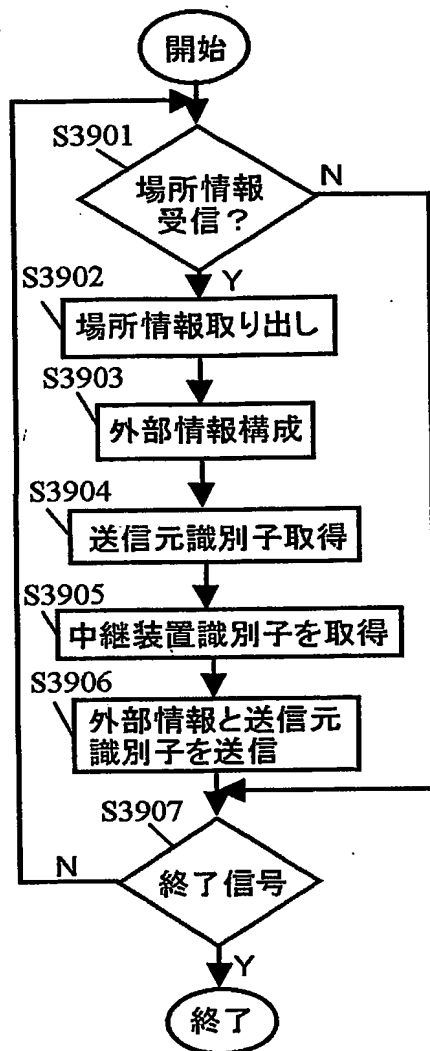 開始
S3901
場所情報
受信?
N
Y
S3902
場所情報取り出し
S3903
外部情報構成
S3904
送信元識別子取得
S3905
中継装置識別子を取得
S3906
外部情報と送信元
識別子を送信
S3907
終了信号
N
Y
終了